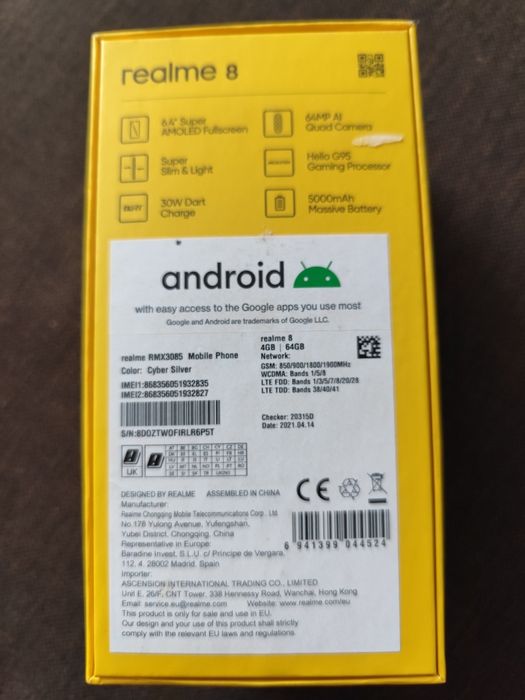 realme 8
6.4" Super
AMOLED Fullscreen
64MP AI
Quad Camera
Super
Slim & Light
Helio G95
Gaming Processor
30W Dart
Charge
5000mAh
Massive Battery
android
with easy access to the Google apps you use most
Google and Android are trademarks of Google LLC.
realme RMX3085 Mobile Phone
Color: Cyber Silver
IMEI1:868356051932835
IMEI2:868356051932827
S/N:8DOZTWDFIRLR6P5T
realme 8
4GB | 64GB
Network:
GSM: 850/900/1800/1900MHz
WCDMA: Bands 1/5/8
LTE FDD: Bands 1/3/5/7/8/20/28
LTE TDD: Bands 38/40/41
Checker: 20315D
Date: 2021.04.14
UK
DESIGNED BY REALME ASSEMBLED IN CHINA
Manufacturer:
Realme Chongqing Mobile Telecommunications Corp., Ltd.
No.178 Yulong Avenue, Yufengshan,
Yubei District, Chongqing, China
Representative in Europe:
Baradine Invest, S.L.U. c/ Principe de Vergara,
112, 4, 28002 Madrid, Spain
Importer:
ASCENSION INTERNATIONAL TRADING CO., LIMITED
Unit E, 26/F, CNT Tower, 338 Hennessy Road, Wanchai, Hong Kong
Email: service.eu@realme.com Website: www.realme.com/eu
This product is only for sale and use in EU.
Our design and your use of this product shall strictly
comply with the relevant EU laws and regulations.
CE
6 941399 044524